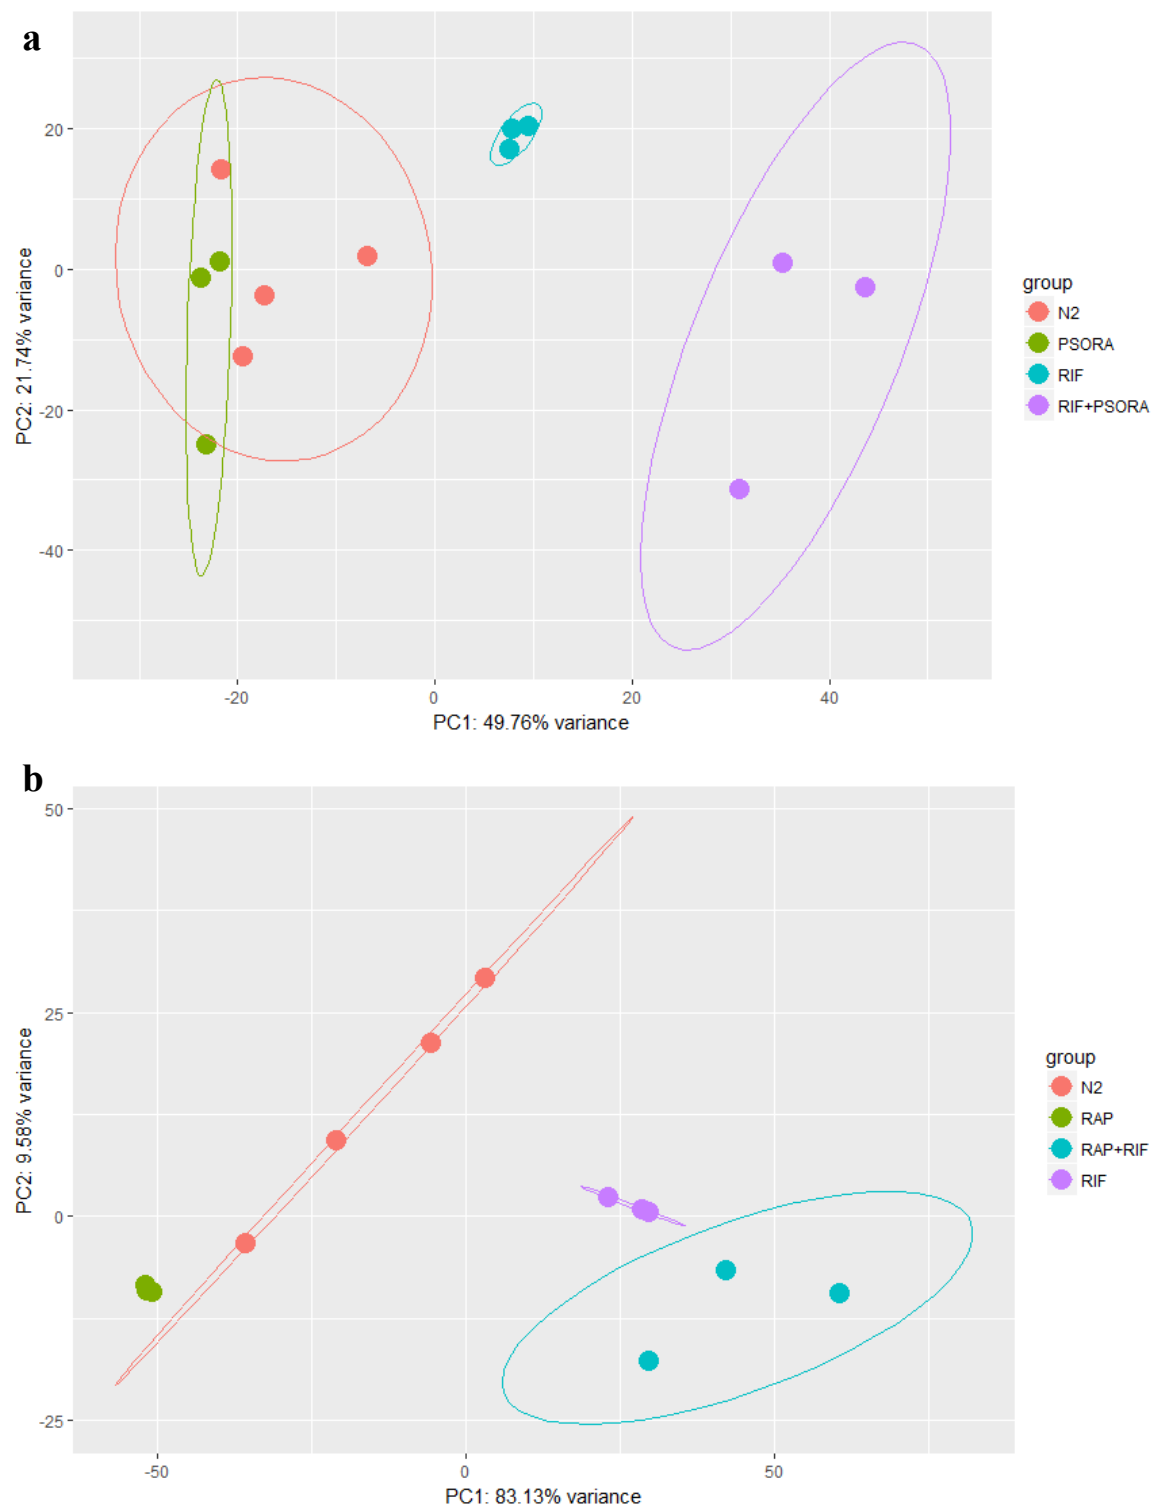 a
20
0
-20
-40
PC2: 21.74% variance
-20
0
20
40
PC1: 49.76% variance
group
N2
PSORA
RIF
RIF+PSORA
b
50
25
0
-25
PC2: 9.58% variance
-50
0
50
PC1: 83.13% variance
group
N2
RAP
RAP+RIF
RIF